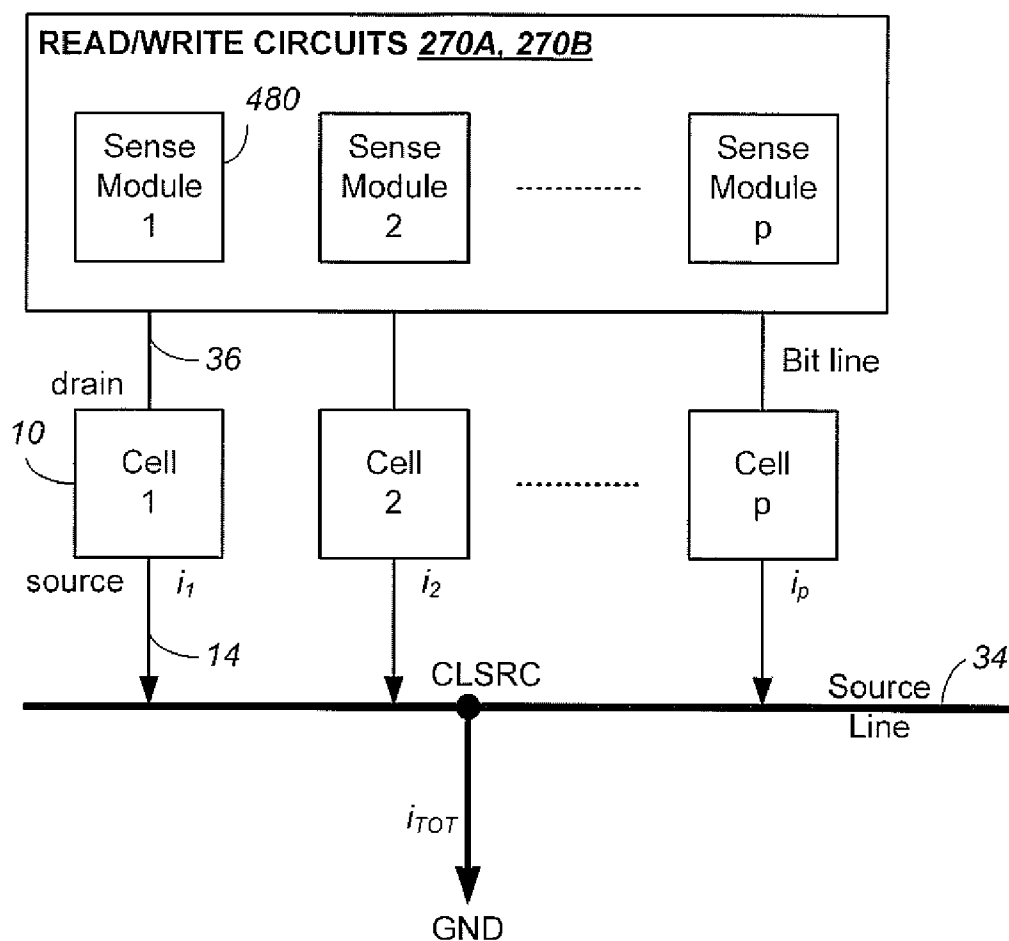 READ/WRITE CIRCUITS 270A, 270B
480
Sense Module 1
Sense Module 2
Sense Module p
36
drain
Bit line
10
Cell 1
Cell 2
Cell p
source
i1
i2
ip
14
CLSRC
34
Source Line
iTOT
GND